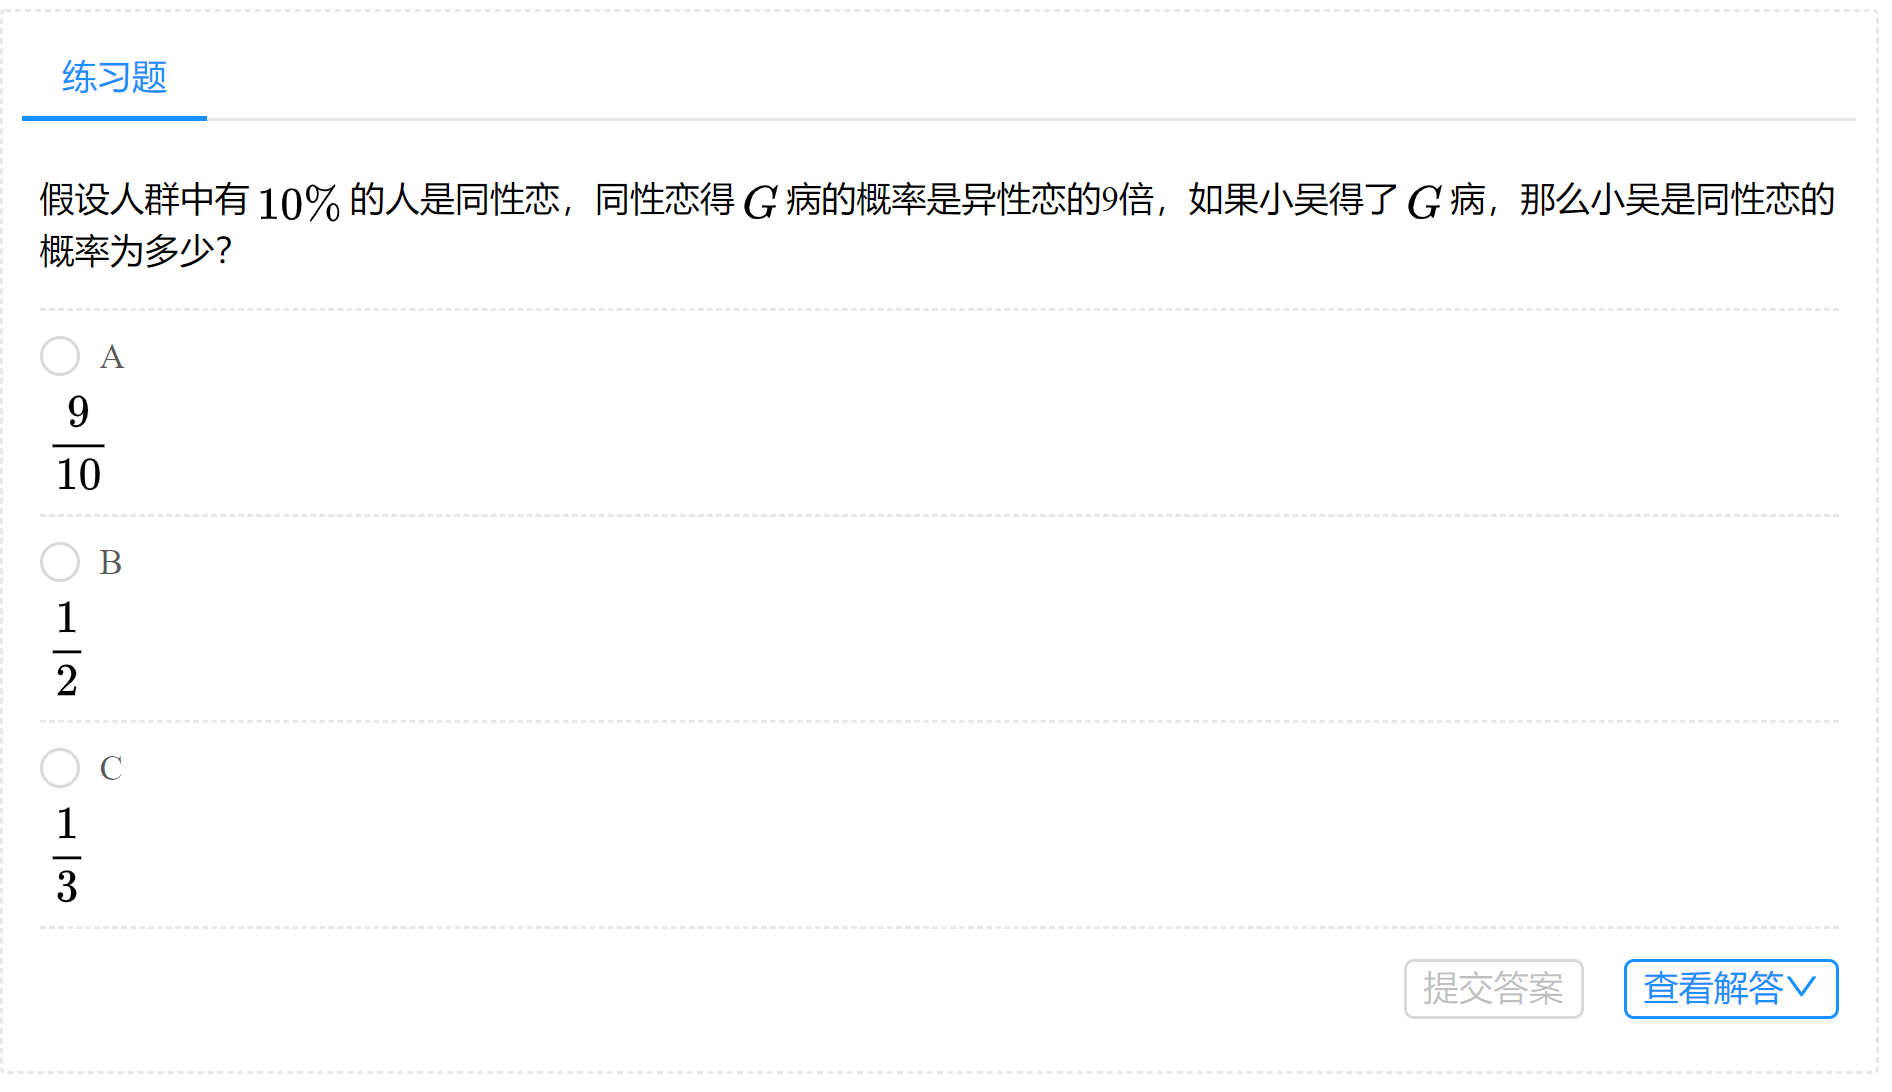 练习题
假设人群中有 10% 的人是同性恋，同性恋得 G 病的概率是异性恋的9倍，如果小吴得了 G 病，那么小吴是同性恋的
概率为多少？
A
9/10
B
1/2
C
1/3
提交答案 查看解答